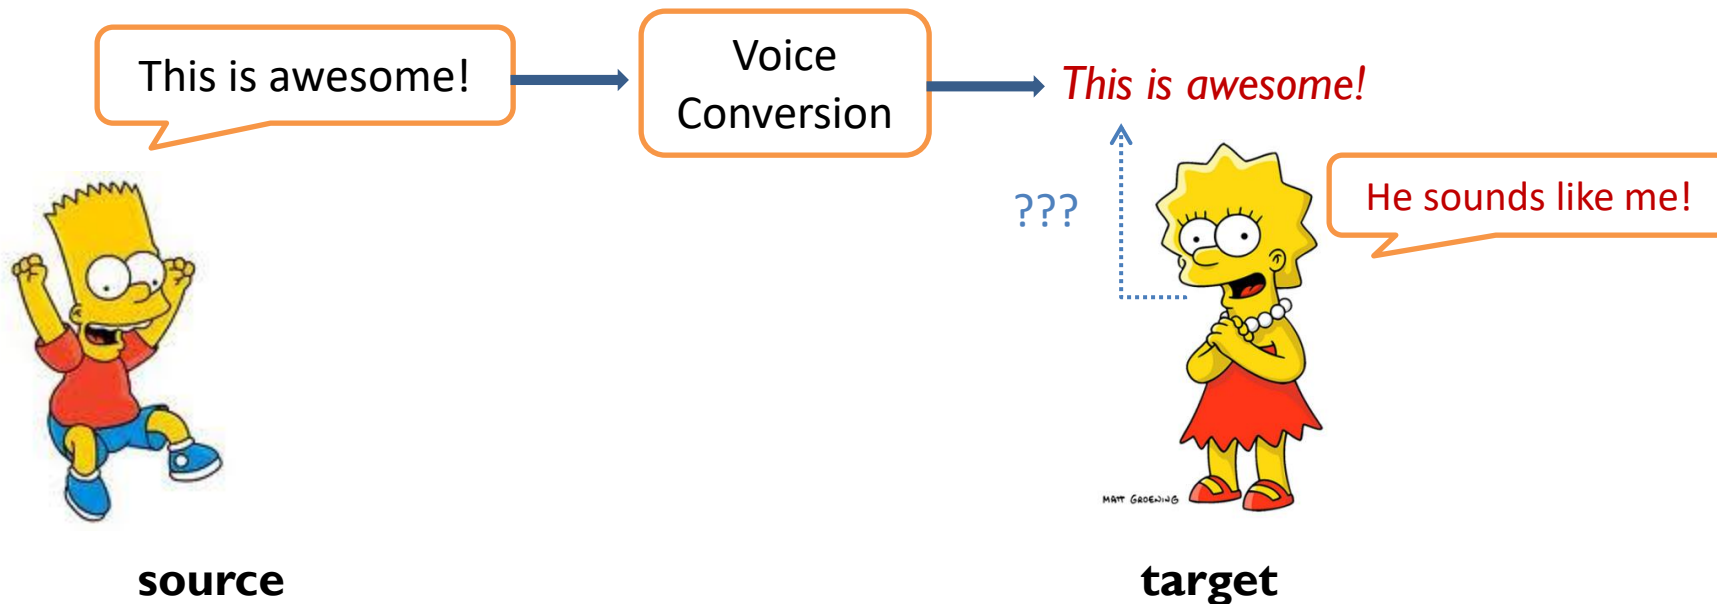 This is awesome!
Voice
Conversion
This is awesome!
???
He sounds like me!
MATT GROENING
source
target